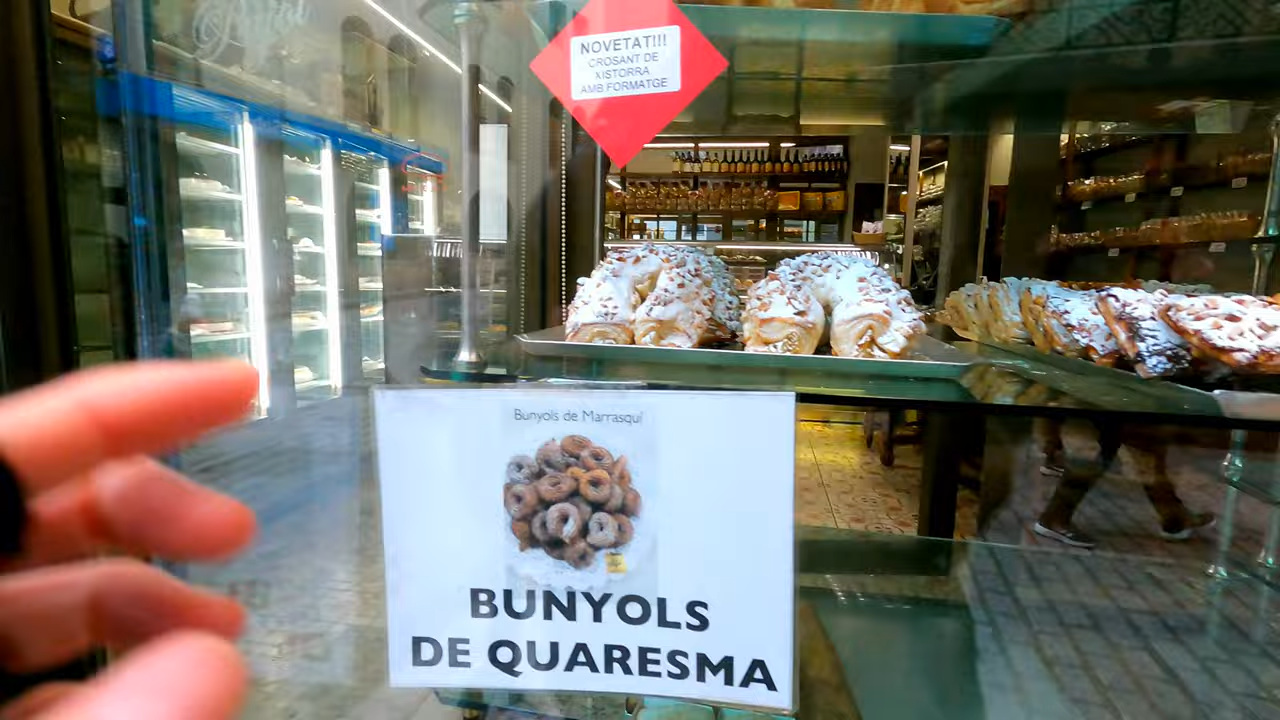 NOVETAT!!!
CROSANT DE
XISTORRA
AMB FORMATGE
Bunyols de Marrasquí
BUNYOLS
DE QUARESMA